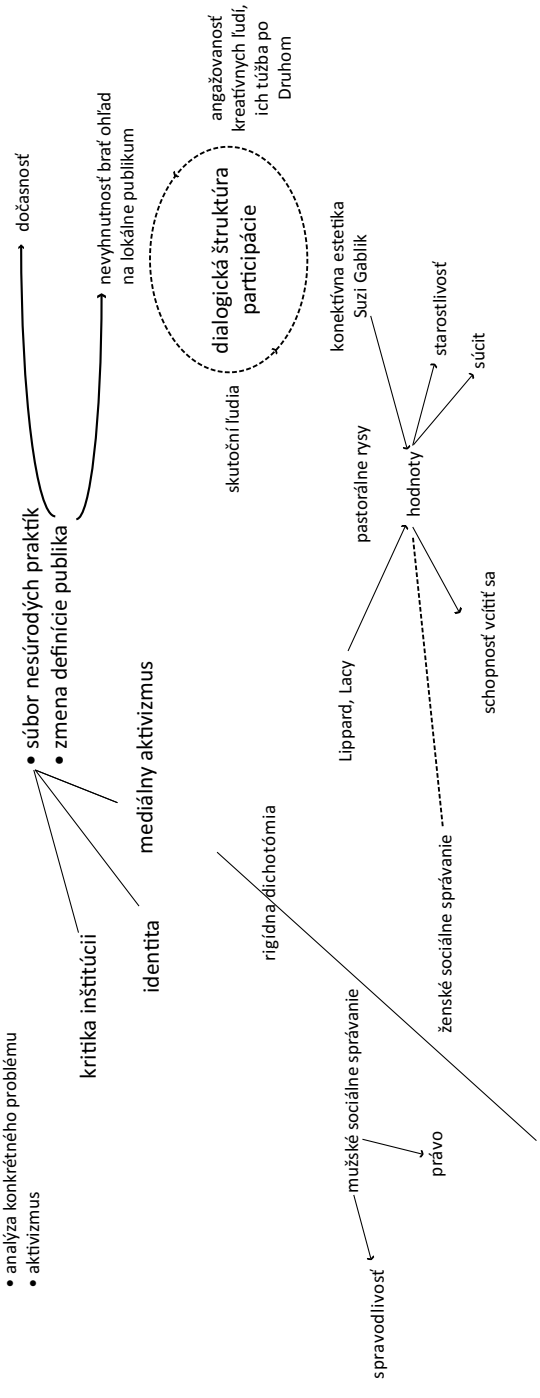 • analýza konkrétného problému
• aktivizmus
kritika inštitúcii
identita
mediálny aktivizmus
• súbor nesúrodých praktík
• zmena definície publika
dočasnosť
nevyhnutnosť brať ohľad
na lokálne publikum
skutoční ľudia
dialogická štruktúra
participácie
angažovanosť
kreatívnych ľudí,
ich túžba po
Druhom
rigídna dichotómia
mužské sociálne správanie
spravodlivosť
právo
ženské sociálne správanie
Lippard, Lacy
pastorálne rysy
konektívna estetika
Suzi Gablik
hodnoty
schopnosť vcítiť sa
starostlivosť
súcit